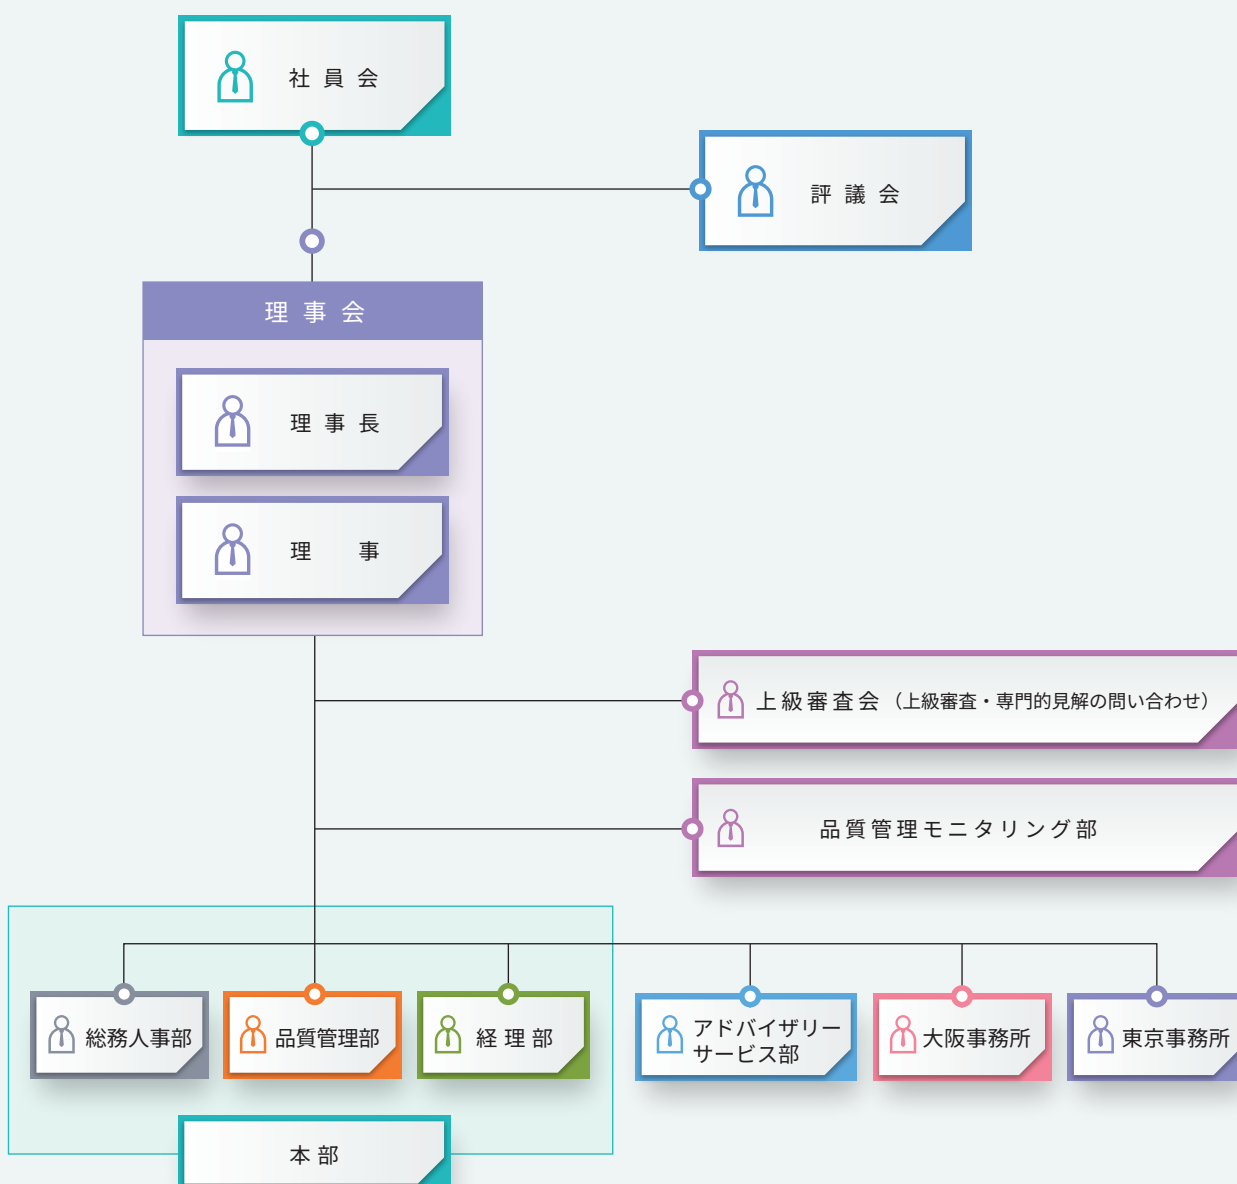 社員会
評議会
理事会
理事長
理　事
上級審査会（上級審査・専門的見解の問い合わせ）
品質管理モニタリング部
総務人事部
品質管理部
経理部
アドバイザリー
サービス部
大阪事務所
東京事務所
本部